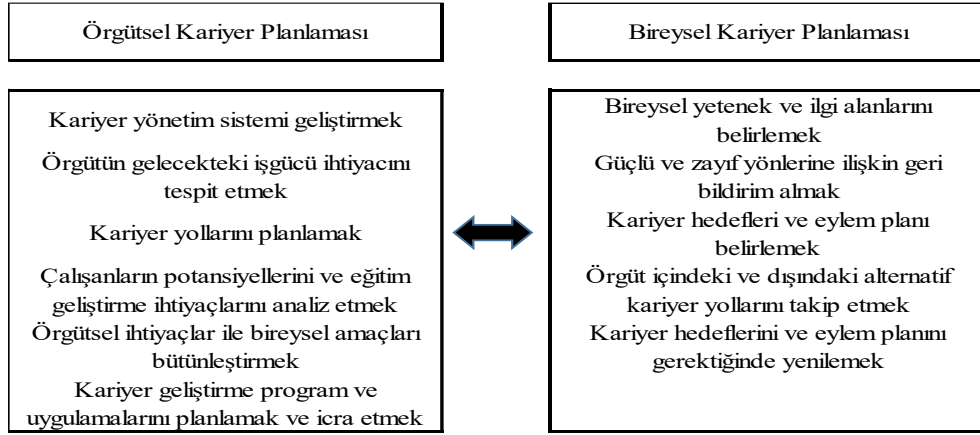 Örgütsel Kariyer Planlaması
Bireysel Kariyer Planlaması
Kariyer yönetim sistemi geliştirmek
Örgütün gelecekteki işgücü ihtiyacını
tespit etmek
Kariyer yollarını planlamak
Çalışanların potansiyellerini ve eğitim
geliştirme ihtiyaçlarını analiz etmek
Örgütsel ihtiyaçlar ile bireysel amaçları
bütünleştirmek
Kariyer geliştirme program ve
uygulamalarını planlamak ve icra etmek
Bireysel yetenek ve ilgi alanlarını
belirlemek
Güçlü ve zayıf yönlerine ilişkin geri
bildirim almak
Kariyer hedefleri ve eylem planı
belirlemek
Örgüt içindeki ve dışındaki alternatif
kariyer yollarını takip etmek
Kariyer hedeflerini ve eylem planını
gerektiğinde yenilemek